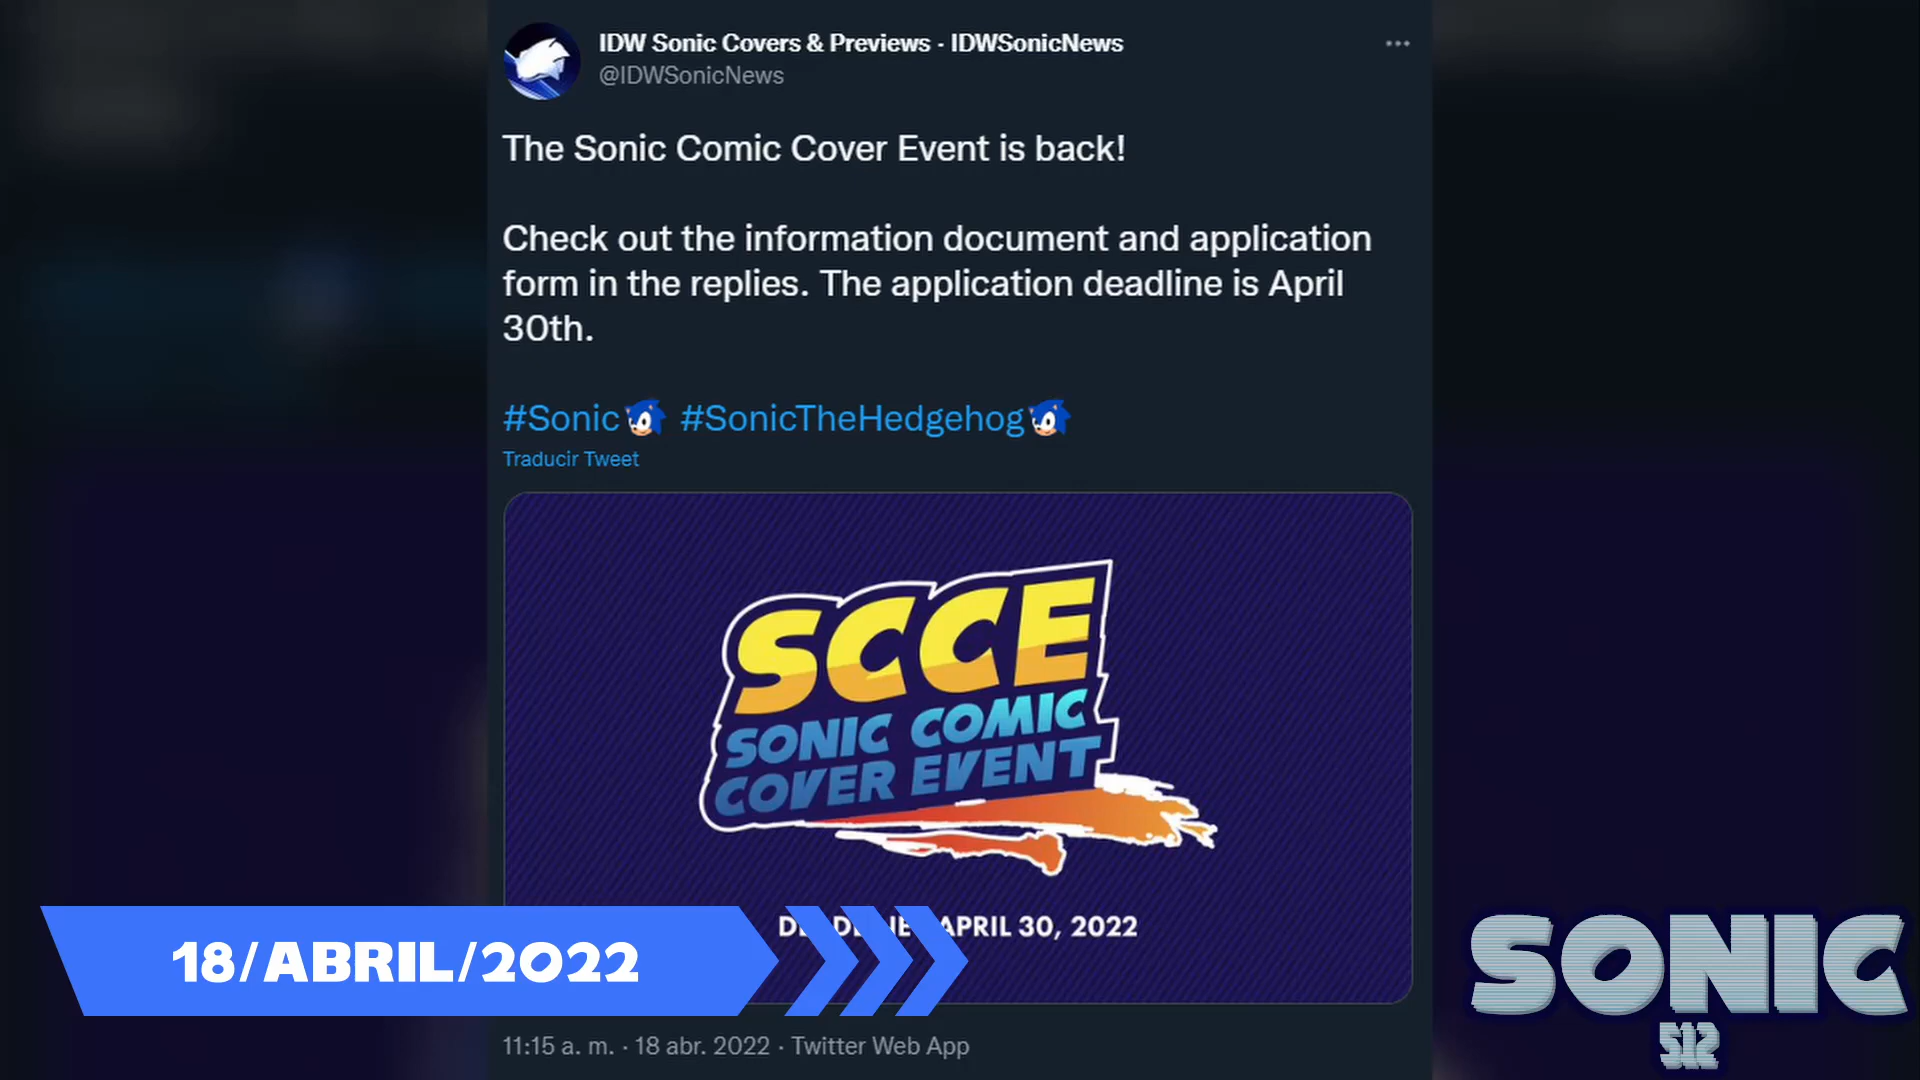 IDW Sonic Covers & Previews - IDWSonicNews
@IDWSonicNews
The Sonic Comic Cover Event is back!
Check out the information document and application
form in the replies. The application deadline is April
30th.
#Sonic #SonicTheHedgehog
Traducir Tweet
SCCE
SONIC COMIC
COVER EVENT
APRIL 30, 2022
18/ABRIL/2022
11:15 a. m. · 18 abr. 2022 · Twitter Web App
SONIC
512